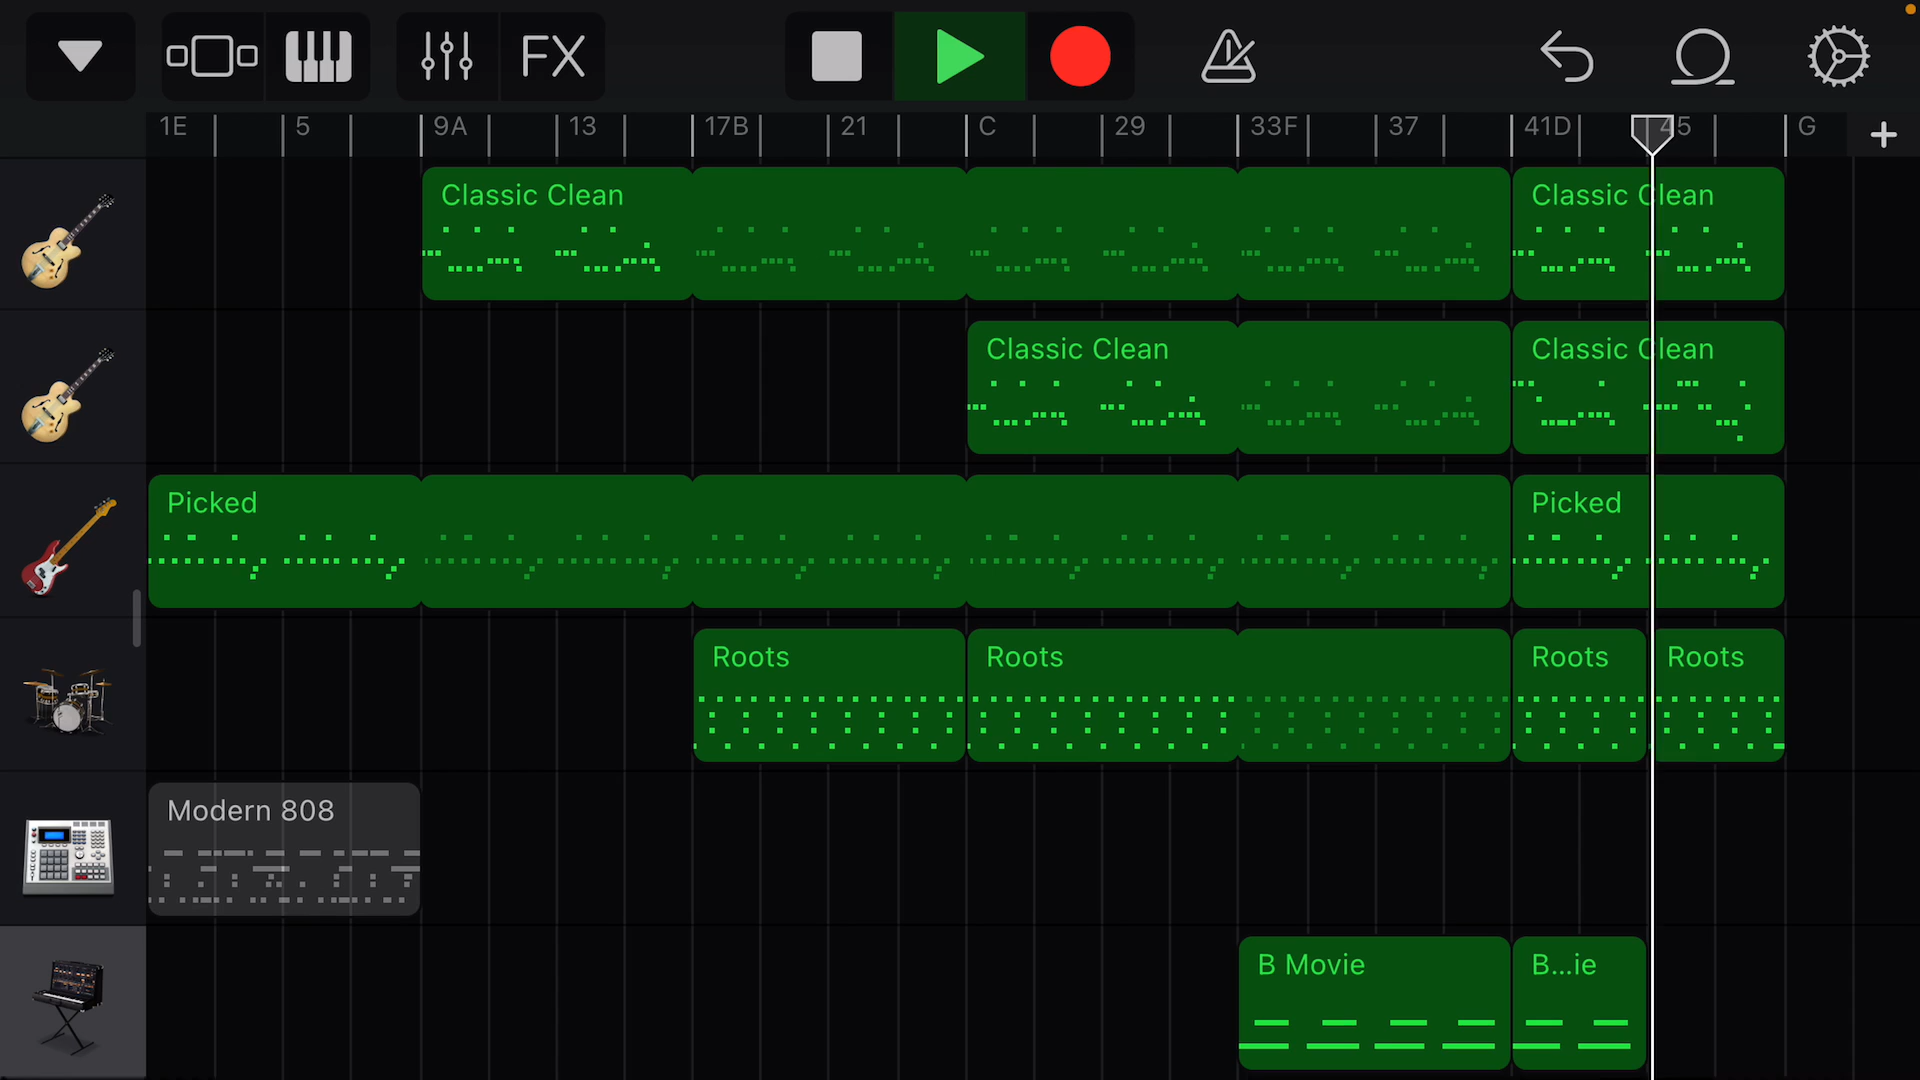 FX
1E 5 9A 13 17B 21 C 29 33F 37 41D 45 G
Classic Clean Classic Clean
Classic Clean Classic Clean
Picked Picked
Roots Roots Roots Roots
Modern 808
B Movie B...ie